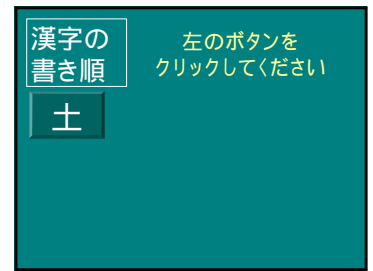 漢字の
書き順
左のボタンを
クリックしてください
土